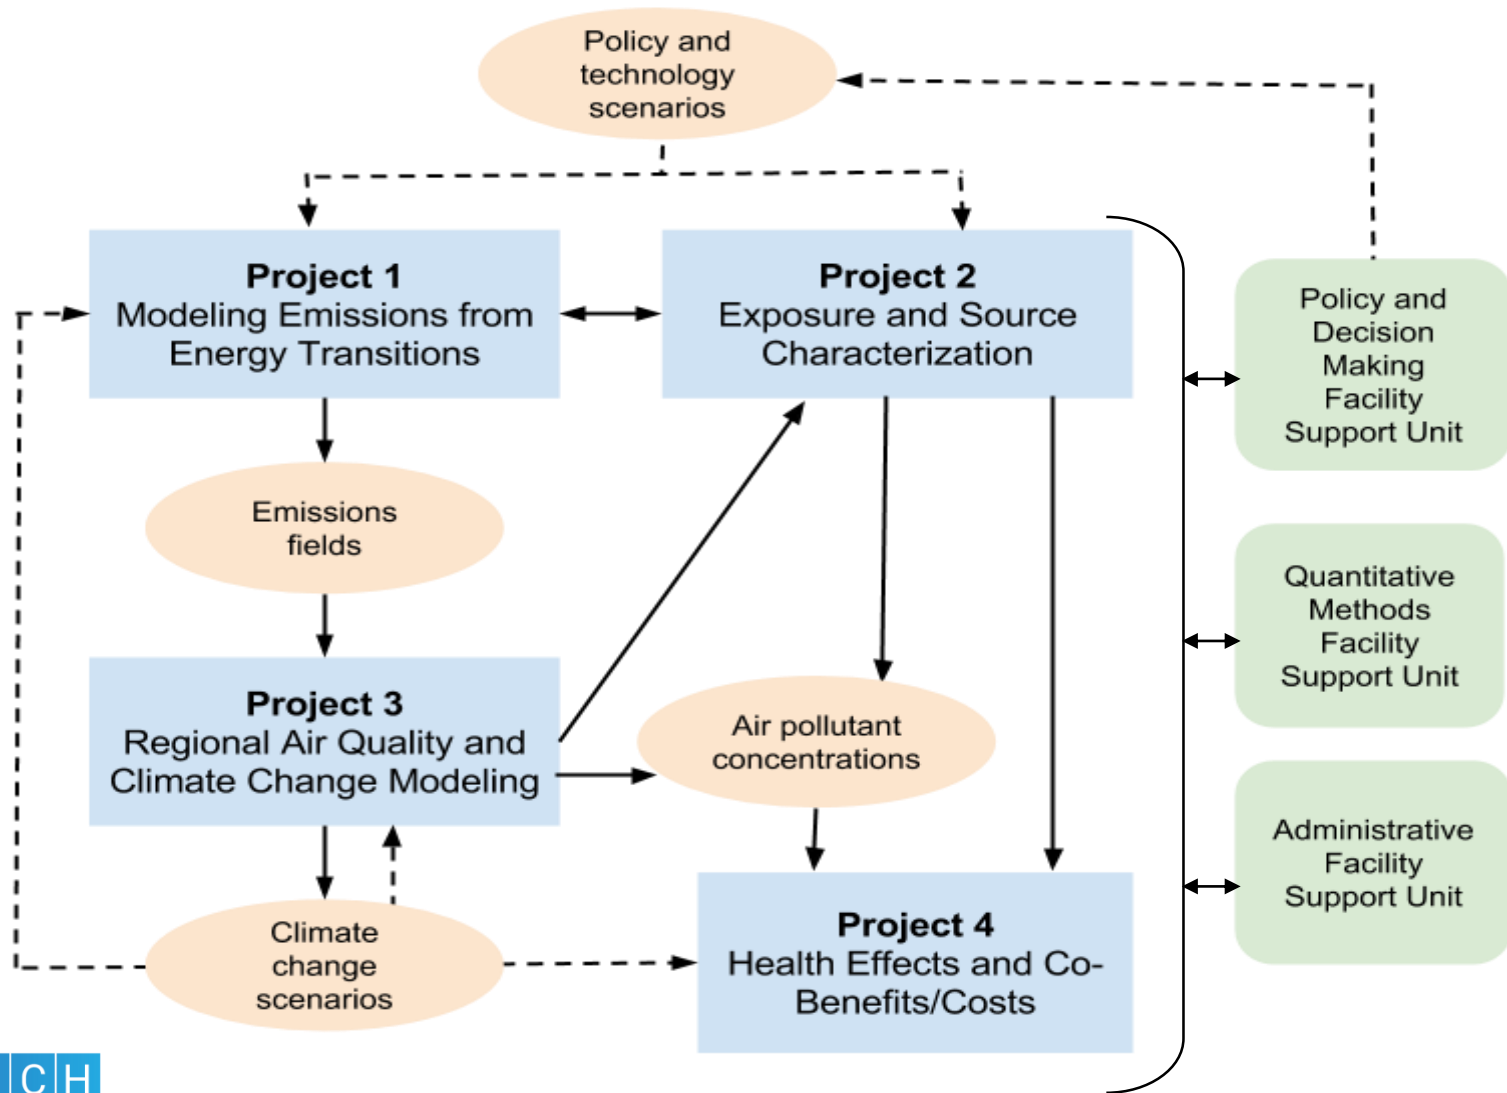 Policy and
technology
scenarios
Project 1
Modeling Emissions from
Energy Transitions
Project 2
Exposure and Source
Characterization
Policy and
Decision
Making
Facility
Support Unit
Emissions
fields
Quantitative
Methods
Facility
Support Unit
Project 3
Regional Air Quality and
Climate Change Modeling
Air pollutant
concentrations
Administrative
Facility
Support Unit
Climate
change
scenarios
Project 4
Health Effects and Co-
Benefits/Costs
CH